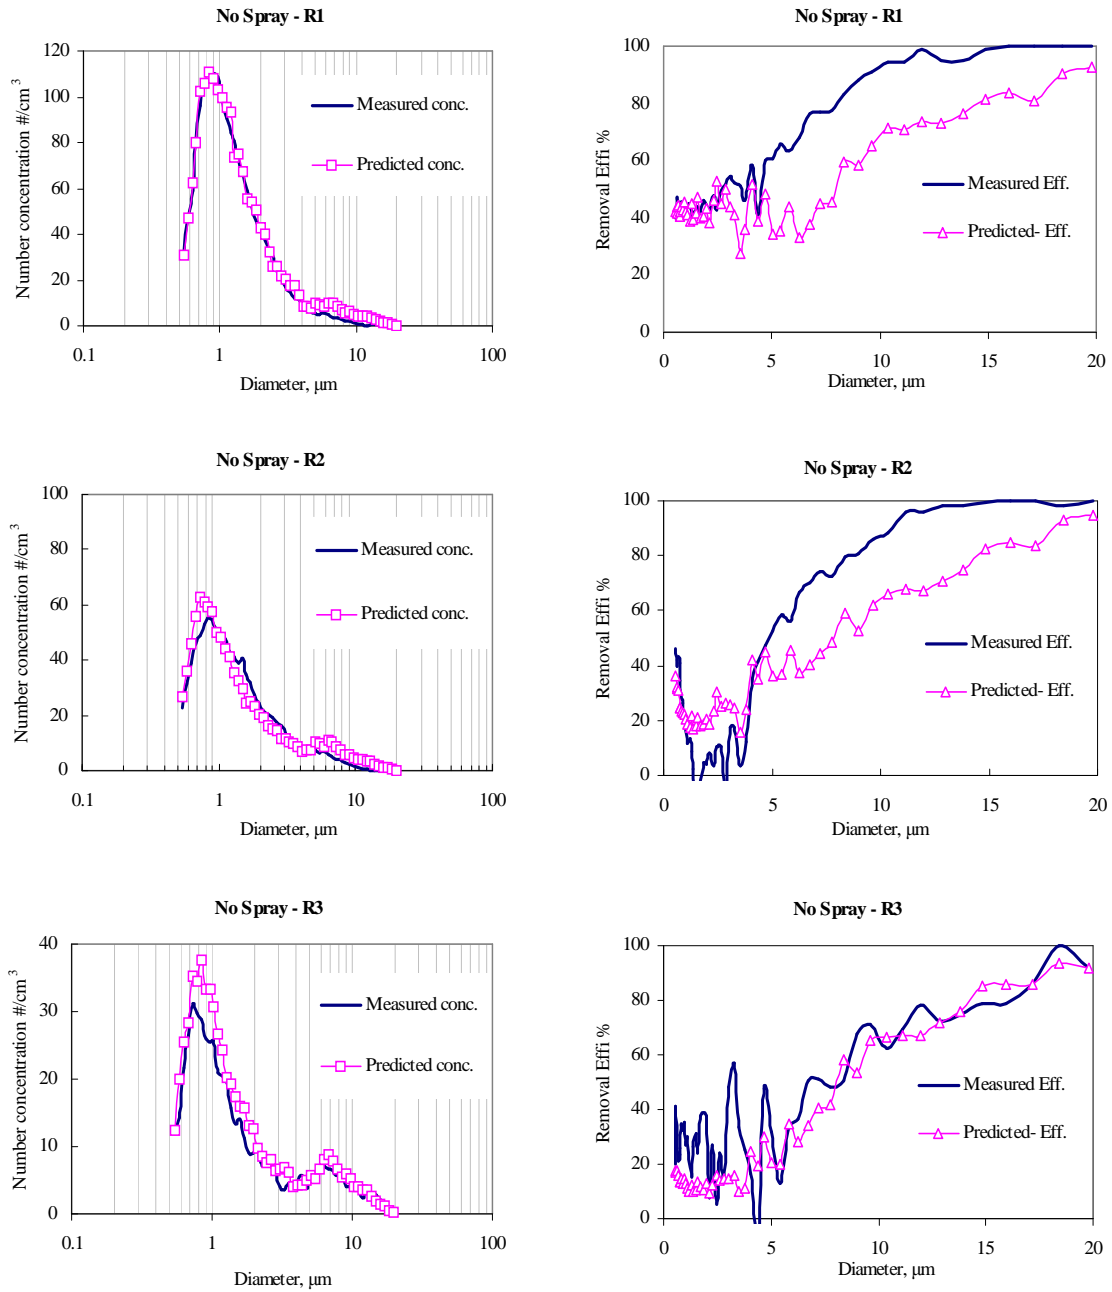 No Spray - R1
Number concentration #/cm³
120
100
80
60
40
20
0
0.1
1
10
100
Diameter, μm
Measured conc.
Predicted conc.
No Spray - R1
Removal Effi %
100
80
60
40
20
0
0
5
10
15
20
Diameter, μm
Measured Eff.
Predicted- Eff.
No Spray - R2
Number concentration #/cm³
100
80
60
40
20
0
0.1
1
10
100
Diameter, μm
Measured conc.
Predicted conc.
No Spray - R2
Removal Effi %
100
80
60
40
20
0
0
5
10
15
20
Diameter, μm
Measured Eff.
Predicted- Eff.
No Spray - R3
Number concentration #/cm³
40
30
20
10
0
0.1
1
10
100
Diameter, μm
Measured conc.
Predicted conc.
No Spray - R3
Removal Effi %
100
80
60
40
20
0
0
5
10
15
20
Diameter, μm
Measured Eff.
Predicted- Eff.